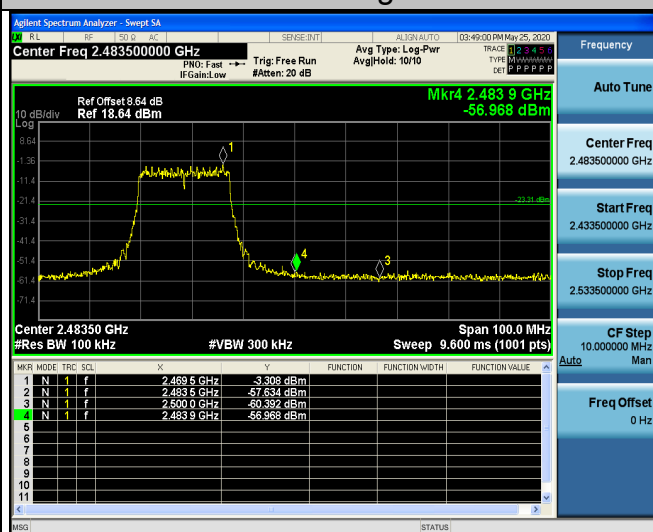 Agilent Spectrum Analyzer - Swept SA
LXI RL RF 50 Ω AC SENSE:INT ALIGN AUTO 03:49:00 PM May 25, 2020
Center Freq 2.483500000 GHz
PNO: Fast
IFGain:Low
Trig: Free Run
#Atten: 20 dB
Avg Type: Log-Pwr
Avg|Hold: 10/10
TRACE 1 2 3 4 5 6
TYPE M
DET P P P P P P
Ref Offset 8.64 dB
Ref 18.64 dBm
10 dB/div
Log
Mkr4 2.483 9 GHz
-56.968 dBm
8.64
-1.36
-11.4
-21.4
-31.4
-41.4
-51.4
-61.4
-71.4
1
-23.31 dBm
4
3
Center 2.48350 GHz
#Res BW 100 kHz
#VBW 300 kHz
Span 100.0 MHz
Sweep 9.600 ms (1001 pts)
MKR MODE TRC SCL X Y FUNCTION FUNCTION WIDTH FUNCTION VALUE
1 N 1 f 2.469 5 GHz -3.308 dBm
2 N 1 f 2.483 5 GHz -57.634 dBm
3 N 1 f 2.500 0 GHz -60.392 dBm
4 N 1 f 2.483 9 GHz -56.968 dBm
5
6
7
8
9
10
11
MSG STATUS
Frequency
Auto Tune
Center Freq
2.483500000 GHz
Start Freq
2.433500000 GHz
Stop Freq
2.533500000 GHz
CF Step
10.000000 MHz
Auto Man
Freq Offset
0 Hz